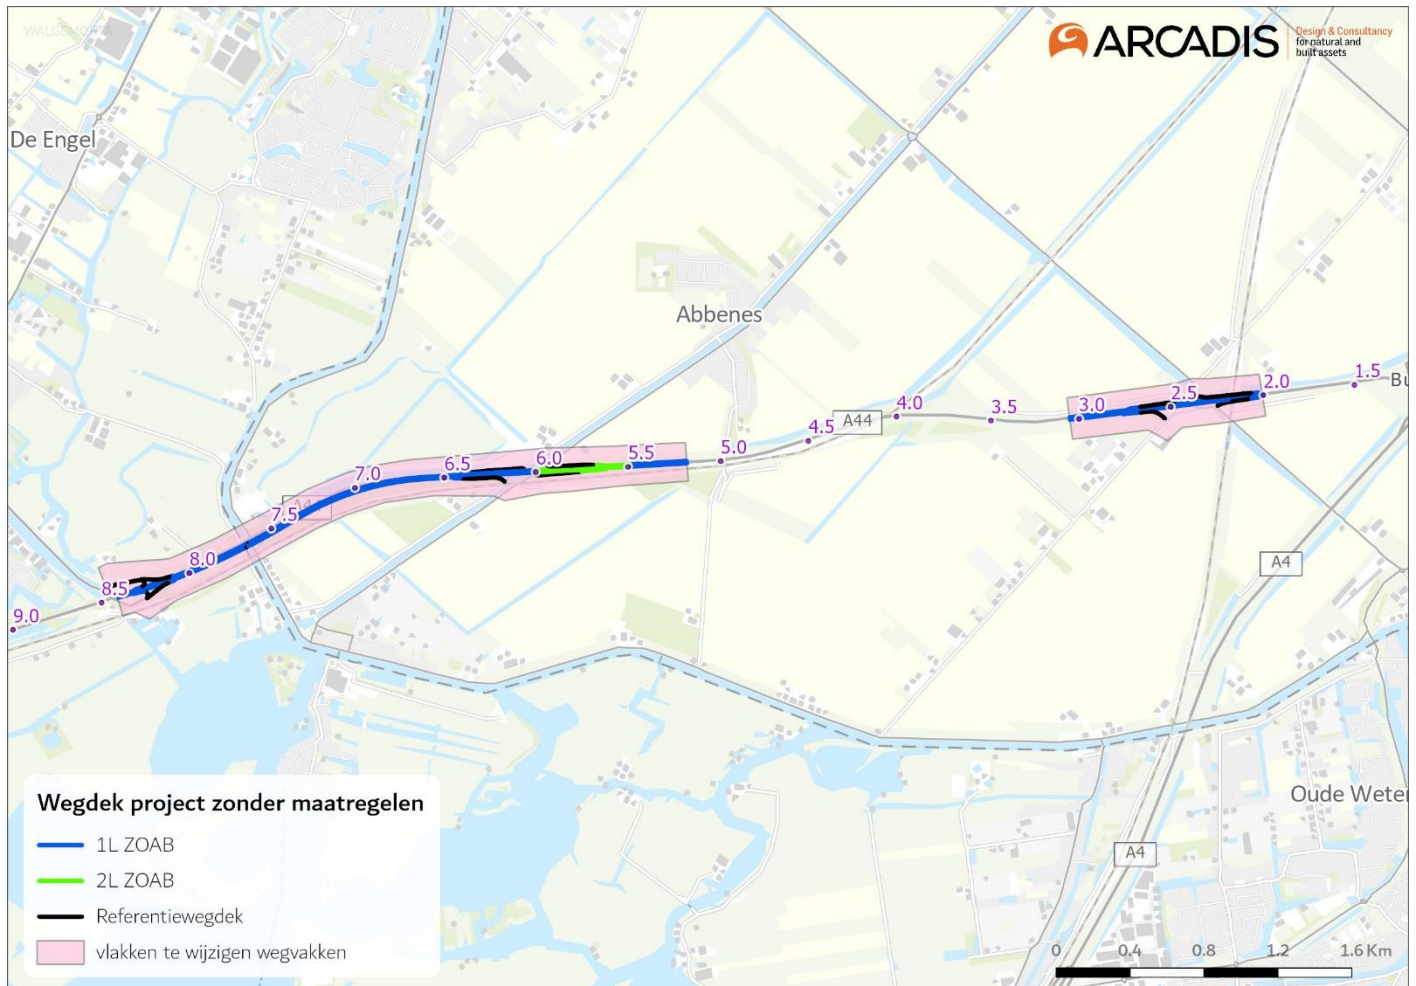 WALGEMOETA
ARCADIS
Design & Consultancy
for natural and
built assets
De Engel
Abbenes
A44
1.5
2.0
2.5
3.0
3.5
4.0
4.5
5.0
5.5
6.0
6.5
7.0
7.5
8.0
8.5
9.0
Bu
A4
A4
Oude Weter
Wegdek project zonder maatregelen
1L ZOAB
2L ZOAB
Referentiewegdek
vlakken te wijzigen wegvakken
0 0.4 0.8 1.2 1.6 Km